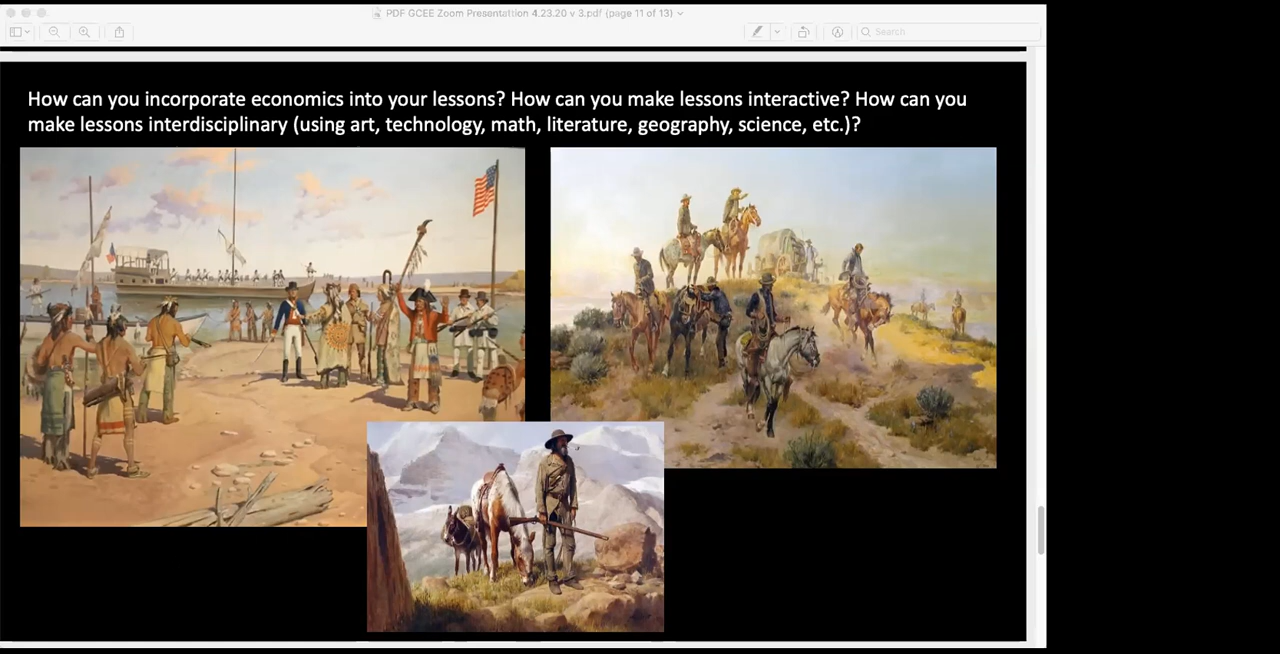 PDF GCEE Zoom Presentattion 4.23.20 v 3.pdf (page 11 of 13)
Search
How can you incorporate economics into your lessons? How can you make lessons interactive? How can you
make lessons interdisciplinary (using art, technology, math, literature, geography, science, etc.)?